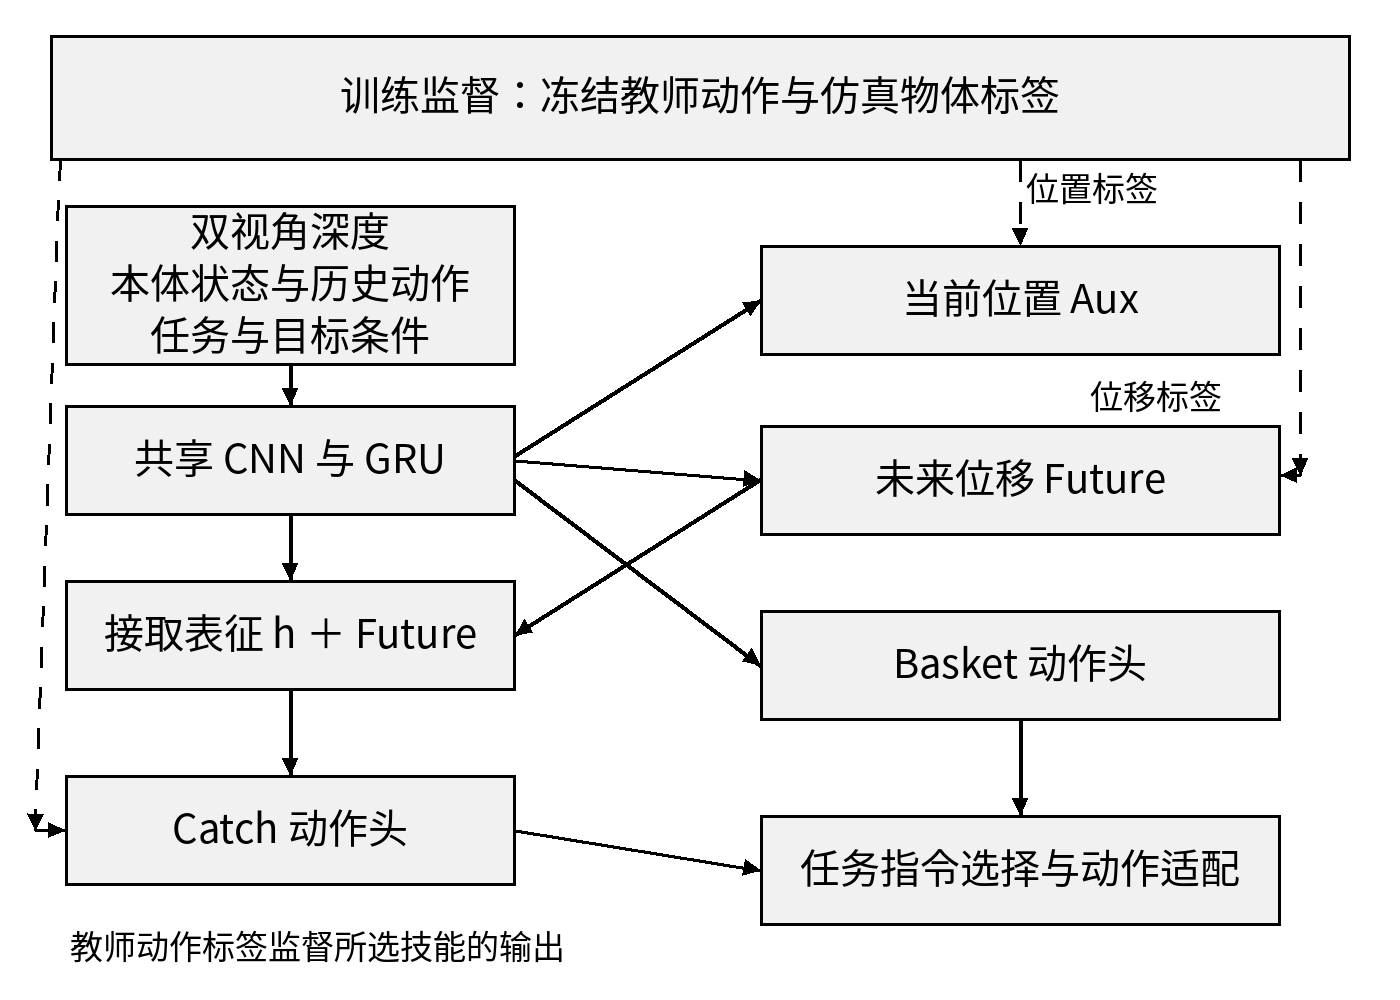 训练监督：冻结教师动作与仿真物体标签
位置标签
双视角深度
本体状态与历史动作
任务与目标条件
当前位置 Aux
位移标签
共享 CNN 与 GRU
未来位移 Future
接取表征 h ＋ Future
Basket 动作头
Catch 动作头
任务指令选择与动作适配
教师动作标签监督所选技能的输出